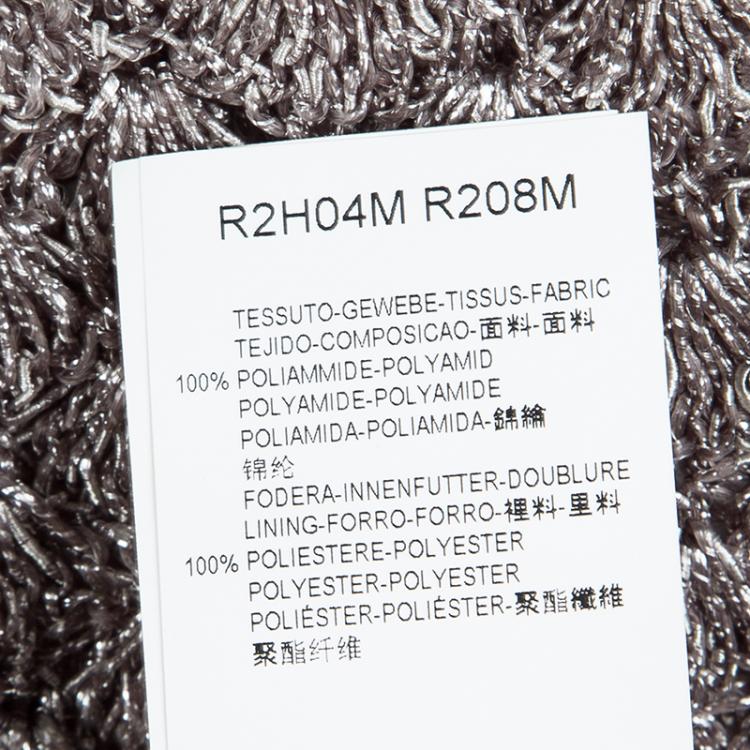 R2H04M R208M
TESSUTO-GEWEBE-TISSUS-FABRIC
TEJIDO-COMPOSICAO-面料-面料
100% POLIAMMIDE-POLYAMID
POLYAMIDE-POLYAMIDE
POLIAMIDA-POLIAMIDA-錦綸
锦纶
FODERA-INNENFUTTER-DOUBLURE
LINING-FORRO-FORRO-裡料-里料
100% POLIESTERE-POLYESTER
POLYESTER-POLYESTER
POLIÉSTER-POLIÉSTER-聚酯纖維
聚酯纤维